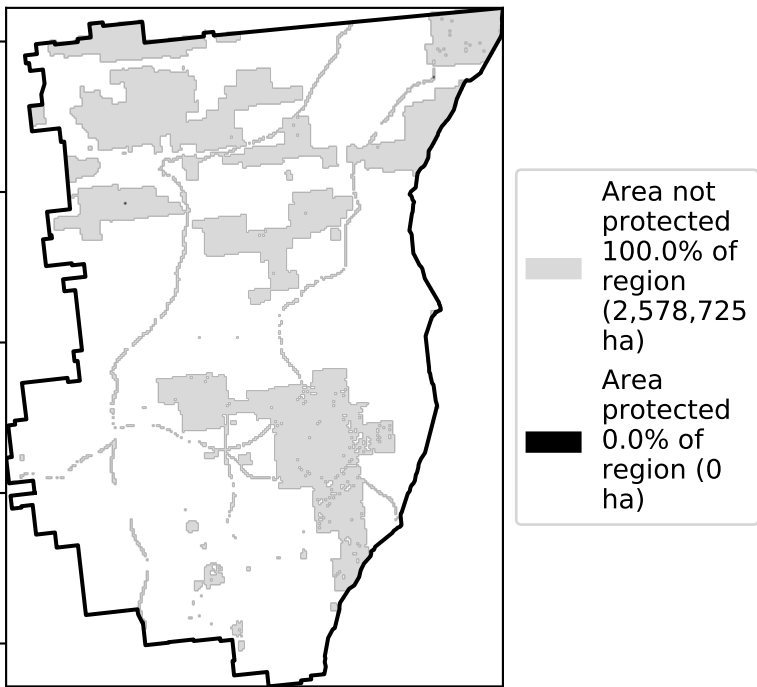 Area not
protected
100.0% of
region
(2,578,725
ha)
Area
protected
0.0% of
region (0
ha)